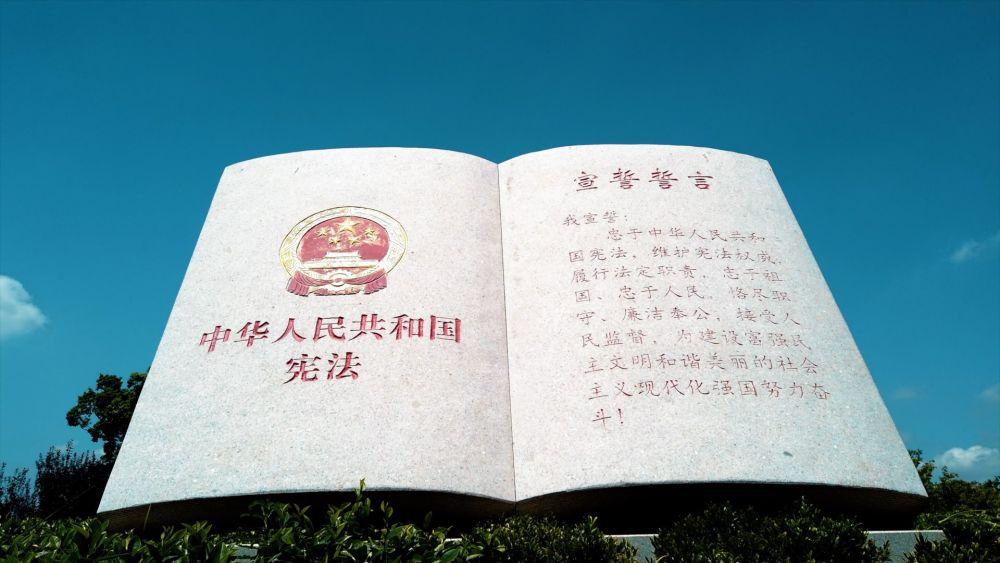 中华人民共和国
宪法
宣誓誓言
我宣誓：
忠于中华人民共和
国宪法，维护宪法权威，
履行法定职责，忠于祖
国、忠于人民，恪尽职
守、廉洁奉公，接受人
民监督，为建设富强民
主文明和谐美丽的社会
主义现代化强国努力奋
斗！